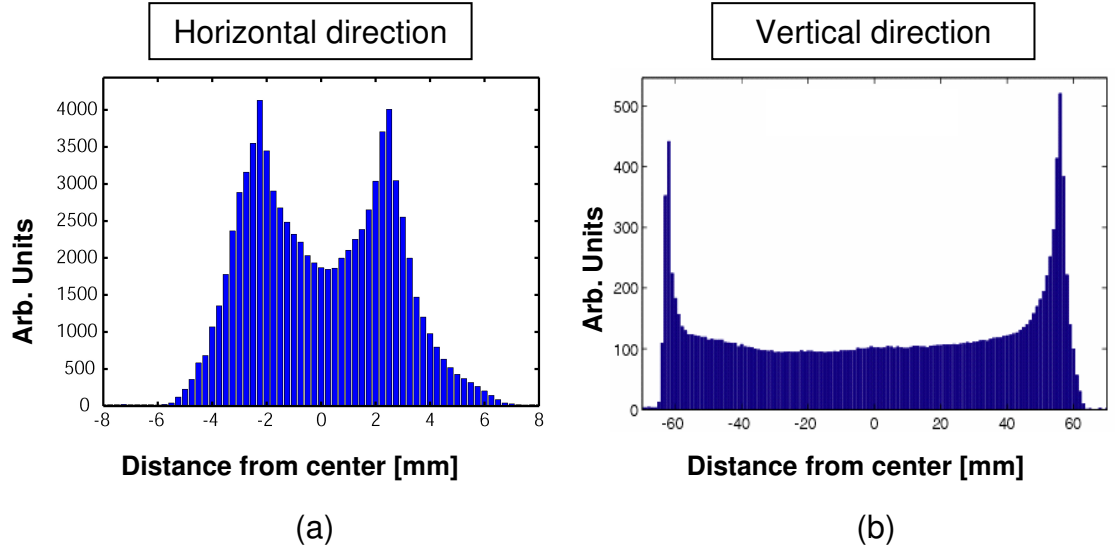 Horizontal direction
4000
3500
3000
2500
2000
1500
1000
500
0
-8 -6 -4 -2 0 2 4 6 8
Arb. Units
Distance from center [mm]
(a)
Vertical direction
500
400
300
200
100
0
-60 -40 -20 0 20 40 60
Arb. Units
Distance from center [mm]
(b)